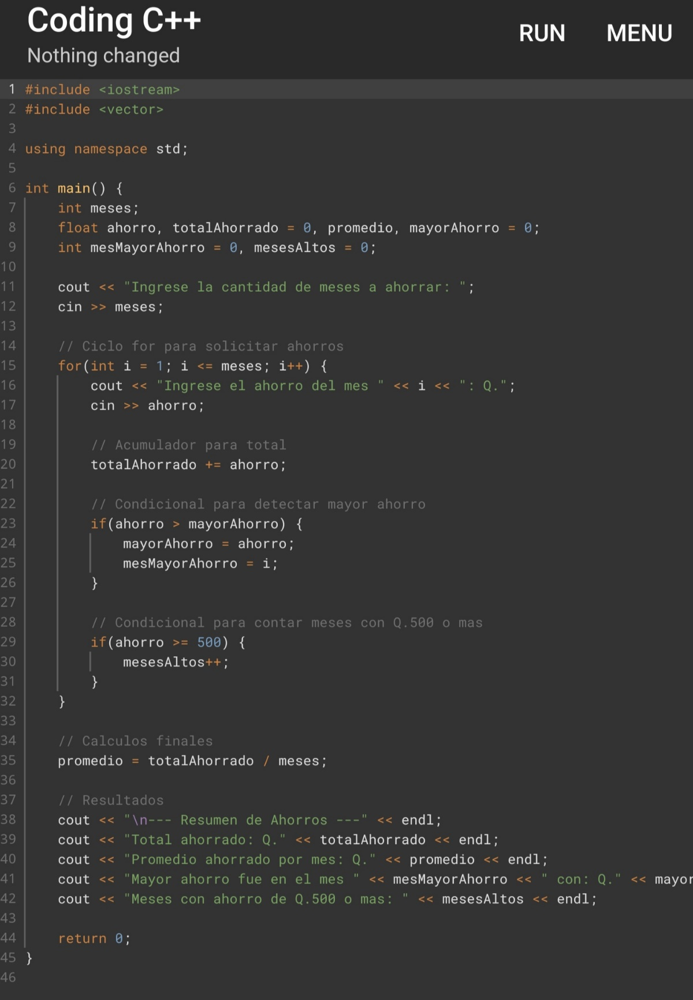 Coding C++
Nothing changed
RUN MENU
1 #include <iostream>
2 #include <vector>
3
4 using namespace std;
5
6 int main() {
7     int meses;
8     float ahorro, totalAhorrado = 0, promedio, mayorAhorro = 0;
9     int mesMayorAhorro = 0, mesesAltos = 0;
10
11     cout << "Ingrese la cantidad de meses a ahorrar: ";
12     cin >> meses;
13
14     // Ciclo for para solicitar ahorros
15     for(int i = 1; i <= meses; i++) {
16         cout << "Ingrese el ahorro del mes " << i << ": Q.";
17         cin >> ahorro;
18
19         // Acumulador para total
20         totalAhorrado += ahorro;
21
22         // Condicional para detectar mayor ahorro
23         if(ahorro > mayorAhorro) {
24             mayorAhorro = ahorro;
25             mesMayorAhorro = i;
26         }
27
28         // Condicional para contar meses con Q.500 o mas
29         if(ahorro >= 500) {
30             mesesAltos++;
31         }
32     }
33
34     // Calculos finales
35     promedio = totalAhorrado / meses;
36
37     // Resultados
38     cout << "\n--- Resumen de Ahorros ---" << endl;
39     cout << "Total ahorrado: Q." << totalAhorrado << endl;
40     cout << "Promedio ahorrado por mes: Q." << promedio << endl;
41     cout << "Mayor ahorro fue en el mes " << mesMayorAhorro << " con: Q." << mayor
42     cout << "Meses con ahorro de Q.500 o mas: " << mesesAltos << endl;
43
44     return 0;
45 }
46